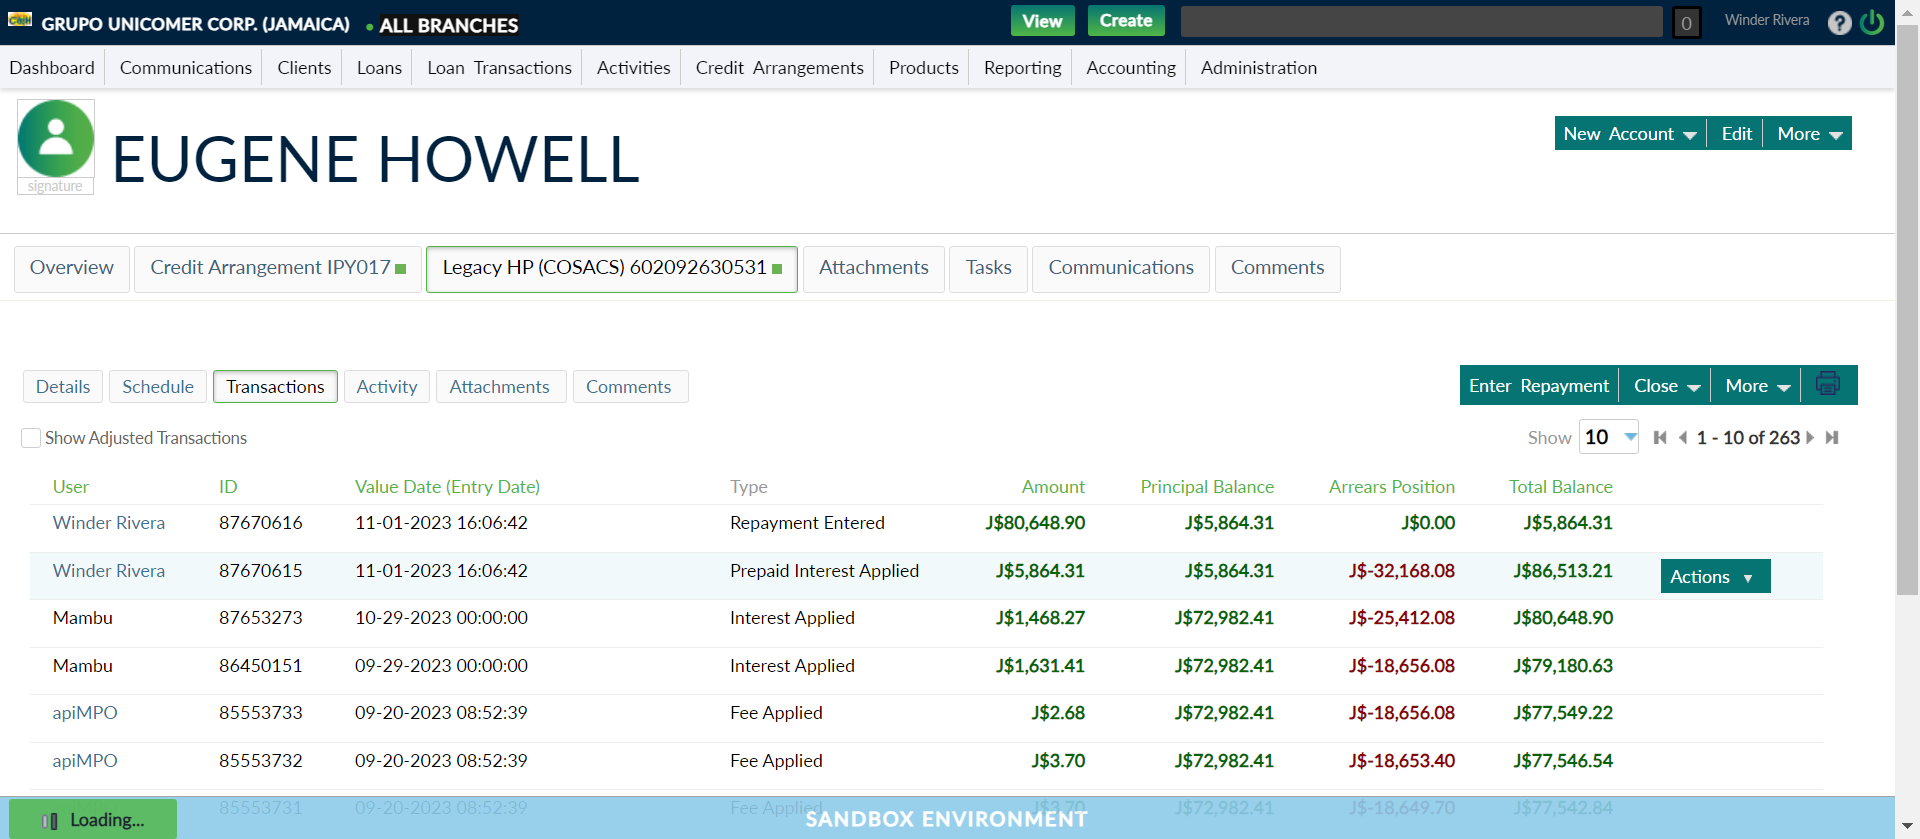 Cash GRUPO UNICOMER CORP. (JAMAICA) • ALL BRANCHES View Create 0 Winder Rivera ?
Dashboard Communications Clients Loans Loan Transactions Activities Credit Arrangements Products Reporting Accounting Administration
EUGENE HOWELL
signature
New Account Edit More
Overview Credit Arrangement IPY017 Legacy HP (COSACS) 602092630531 Attachments Tasks Communications Comments
Details Schedule Transactions Activity Attachments Comments
Enter Repayment Close More
Show Adjusted Transactions
Show 10 1 - 10 of 263
User ID Value Date (Entry Date) Type Amount Principal Balance Arrears Position Total Balance
Winder Rivera 87670616 11-01-2023 16:06:42 Repayment Entered J$80,648.90 J$5,864.31 J$0.00 J$5,864.31
Winder Rivera 87670615 11-01-2023 16:06:42 Prepaid Interest Applied J$5,864.31 J$5,864.31 J$-32,168.08 J$86,513.21 Actions ▼
Mambu 87653273 10-29-2023 00:00:00 Interest Applied J$1,468.27 J$72,982.41 J$-25,412.08 J$80,648.90
Mambu 86450151 09-29-2023 00:00:00 Interest Applied J$1,631.41 J$72,982.41 J$-18,656.08 J$79,180.63
apiMPO 85553733 09-20-2023 08:52:39 Fee Applied J$2.68 J$72,982.41 J$-18,656.08 J$77,549.22
apiMPO 85553732 09-20-2023 08:52:39 Fee Applied J$3.70 J$72,982.41 J$-18,653.40 J$77,546.54
85553731 09-20-2023 08:52:39 Fee Applied J$3.70 J$72,982.41 J$-18,649.70 J$77,542.84
Loading... SANDBOX ENVIRONMENT